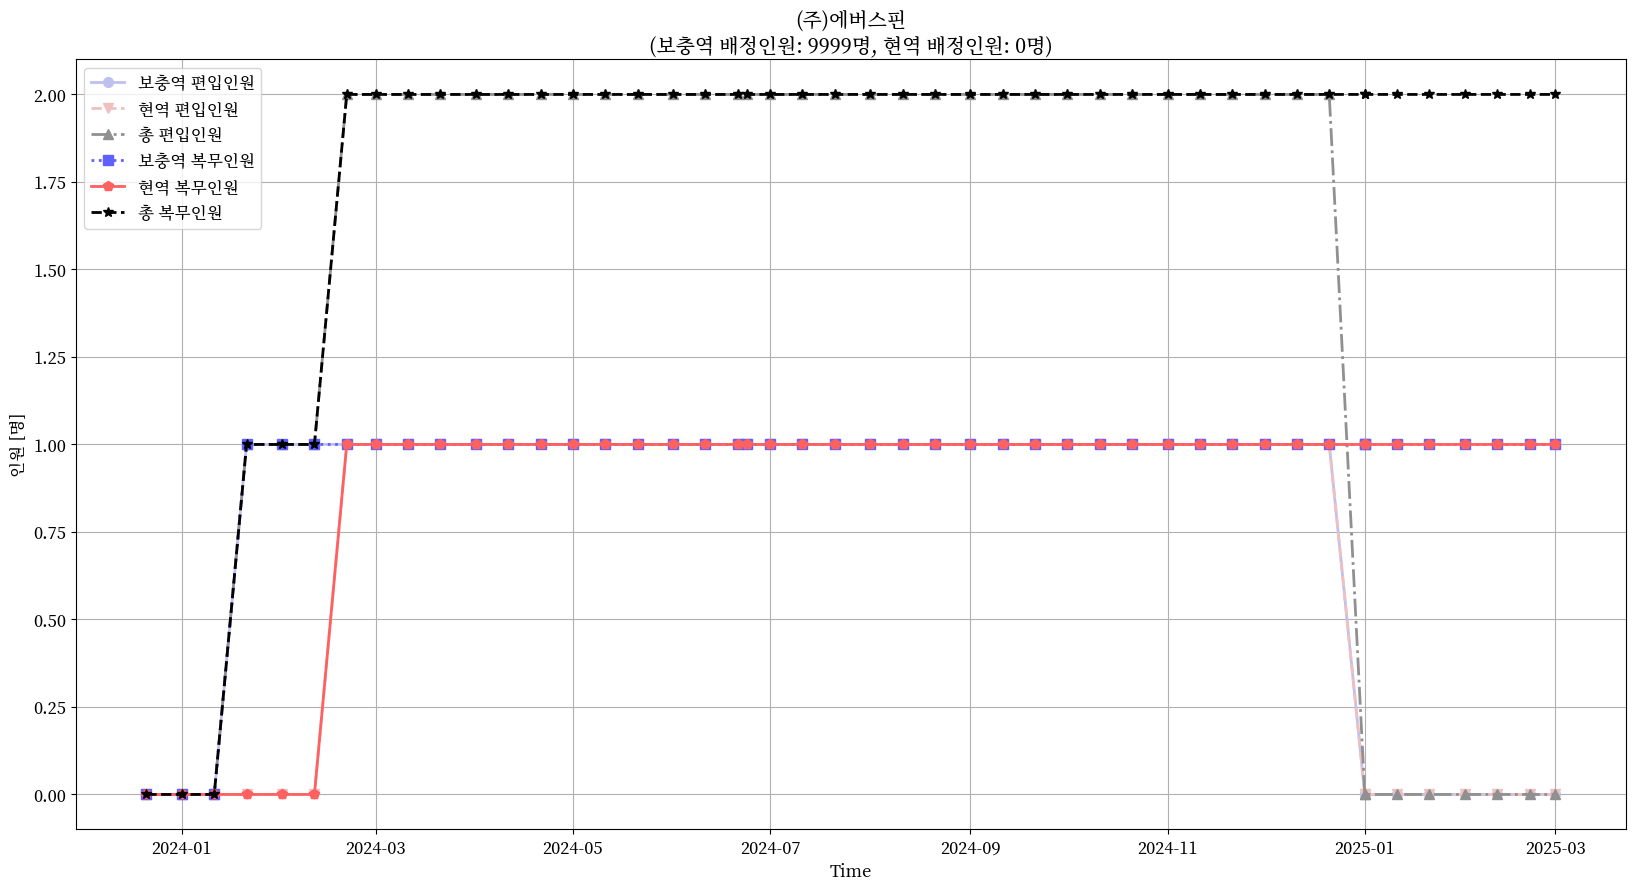 (주)에버스핀
(보충역 배정인원: 9999명, 현역 배정인원: 0명)
보충역 편입인원
현역 편입인원
총 편입인원
보충역 복무인원
현역 복무인원
총 복무인원
2.00
1.75
1.50
1.25
1.00
0.75
0.50
0.25
0.00
인원 [명]
2024-01
2024-03
2024-05
2024-07
2024-09
2024-11
2025-01
2025-03
Time